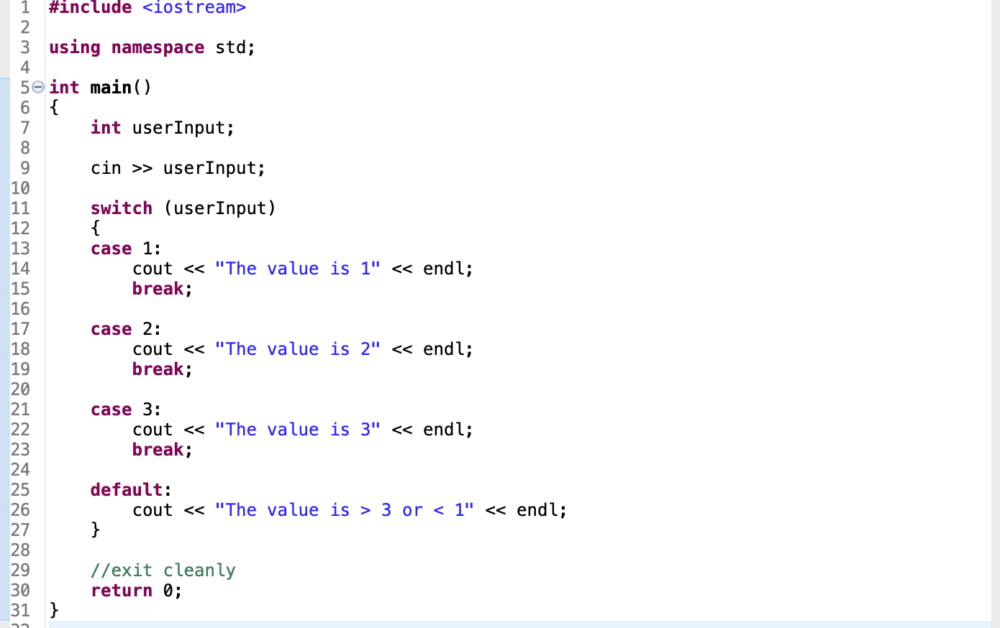 1 #include <iostream>
2
3 using namespace std;
4
5 int main()
6 {
7     int userInput;
8
9     cin >> userInput;
10
11     switch (userInput)
12     {
13     case 1:
14         cout << "The value is 1" << endl;
15         break;
16
17     case 2:
18         cout << "The value is 2" << endl;
19         break;
20
21     case 3:
22         cout << "The value is 3" << endl;
23         break;
24
25     default:
26         cout << "The value is > 3 or < 1" << endl;
27     }
28
29     //exit cleanly
30     return 0;
31 }
32